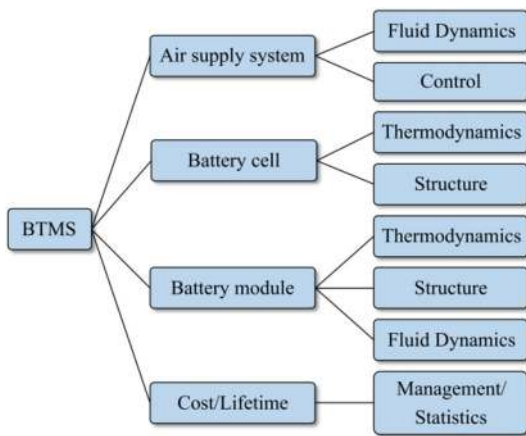 Fluid Dynamics
Air supply system
Control
Thermodynamics
Battery cell
Structure
BTMS
Thermodynamics
Battery module
Structure
Fluid Dynamics
Cost/Lifetime
Management/
Statistics